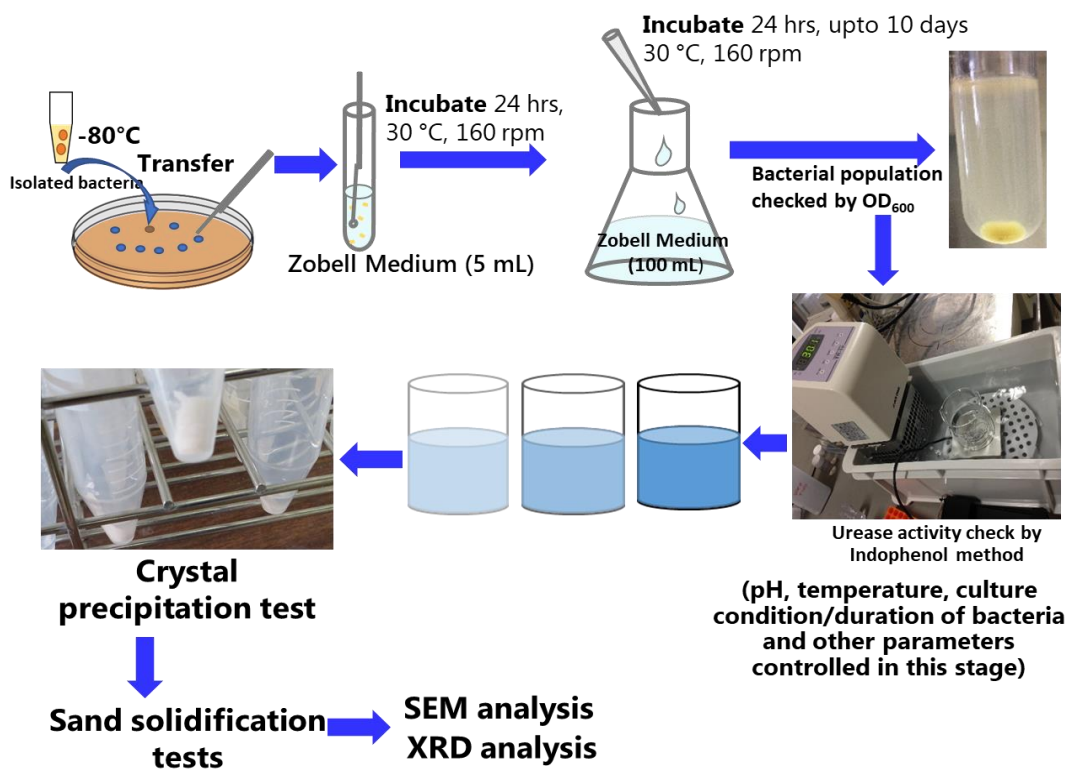 -80°C
Transfer
Isolated bacteria
Incubate 24 hrs,
30 °C, 160 rpm
Zobell Medium (5 mL)
Incubate 24 hrs, upto 10 days
30 °C, 160 rpm
Zobell Medium
(100 mL)
Bacterial population
checked by OD600
Urease activity check by
Indophenol method
(pH, temperature, culture
condition/duration of bacteria
and other parameters
controlled in this stage)
Crystal
precipitation test
Sand solidification
tests
SEM analysis
XRD analysis